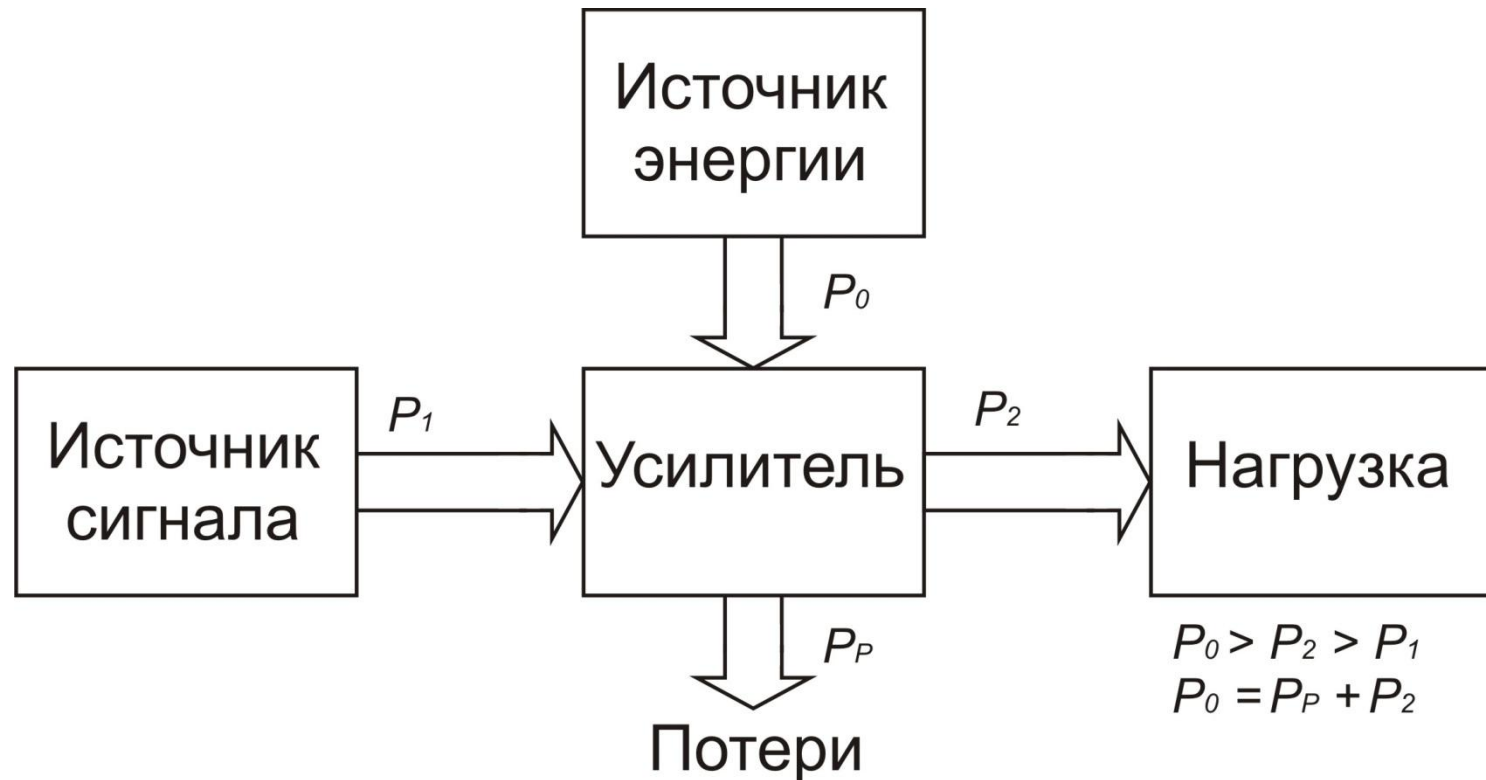 Источник
энергии
P₀
Источник
сигнала
P₁
Усилитель
P₂
Нагрузка
Pₚ
P₀ > P₂ > P₁
P₀ = Pₚ + P₂
Потери